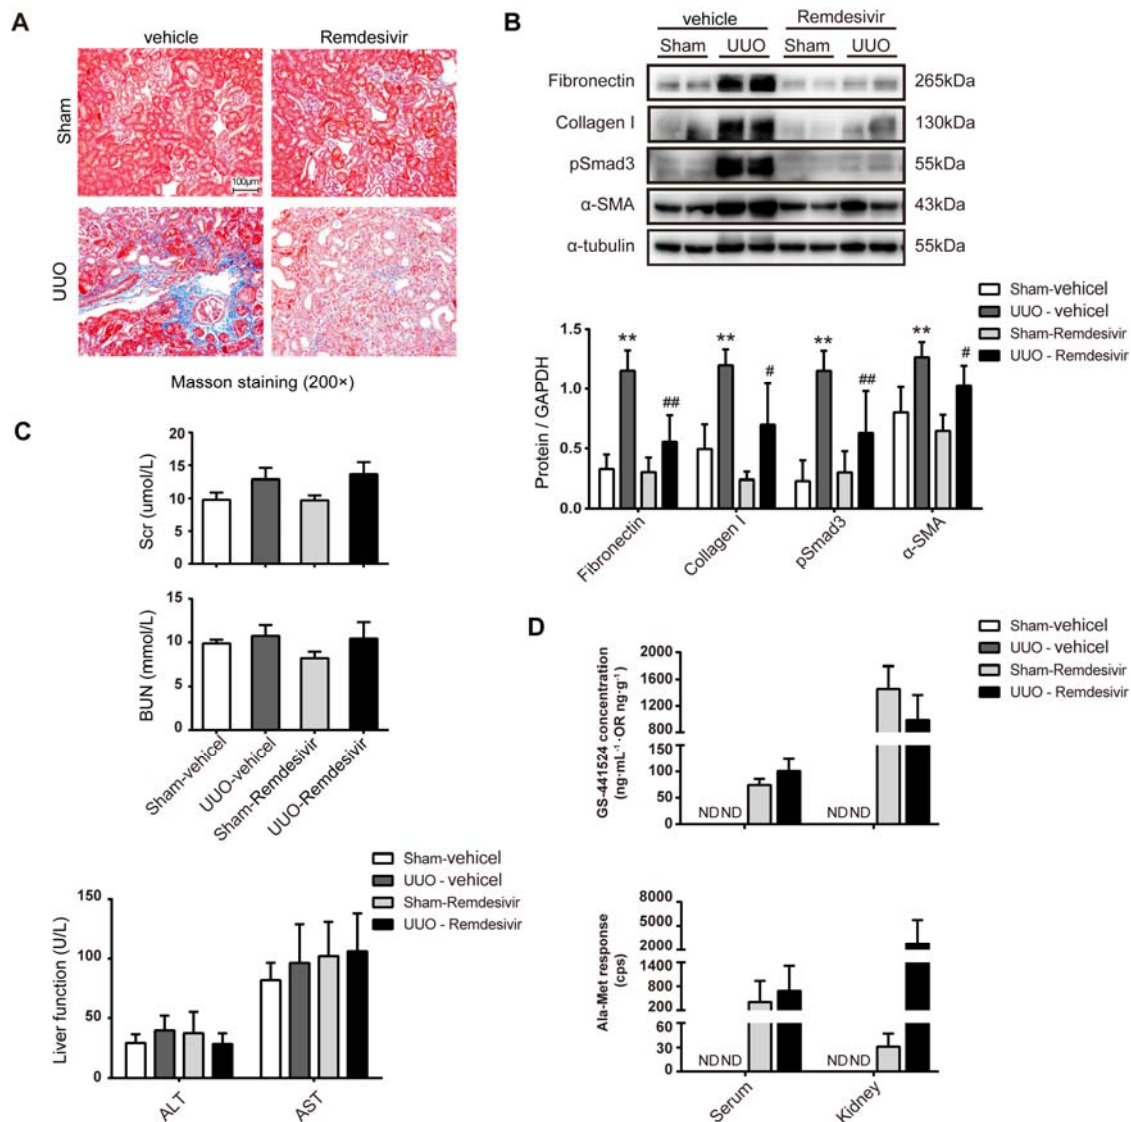 A
vehicle Remdesivir
Sham
100μm
UUO
Masson staining (200×)
B
vehicle Remdesivir
Sham UUO Sham UUO
Fibronectin 265kDa
Collagen I 130kDa
pSmad3 55kDa
α-SMA 43kDa
α-tubulin 55kDa
Sham-vehicel
UUO - vehicel
Sham-Remdesivir
UUO - Remdesivir
Protein / GAPDH
1.5
1.0
0.5
0.0
** ## ** # ** ## ** #
Fibronectin Collagen I pSmad3 α-SMA
C
Scr (umol/L)
20
15
10
5
0
BUN (mmol/L)
15
10
5
0
Sham-vehicel UUO-vehicel Sham-Remdesivir UUO-Remdesivir
Sham-vehicel
UUO - vehicel
Sham-Remdesivir
UUO - Remdesivir
Liver function (U/L)
150
100
50
0
ALT AST
D
Sham-vehicel
UUO - vehicel
Sham-Remdesivir
UUO - Remdesivir
GS-441524 concentration
(ng·mL⁻¹·OR ng·g⁻¹)
2000
1600
1200
800
150
100
50
0
ND ND ND ND
Ala-Met response
(cps)
8000
5000
2000
1400
800
200
60
30
0
ND ND ND ND
Serum Kidney